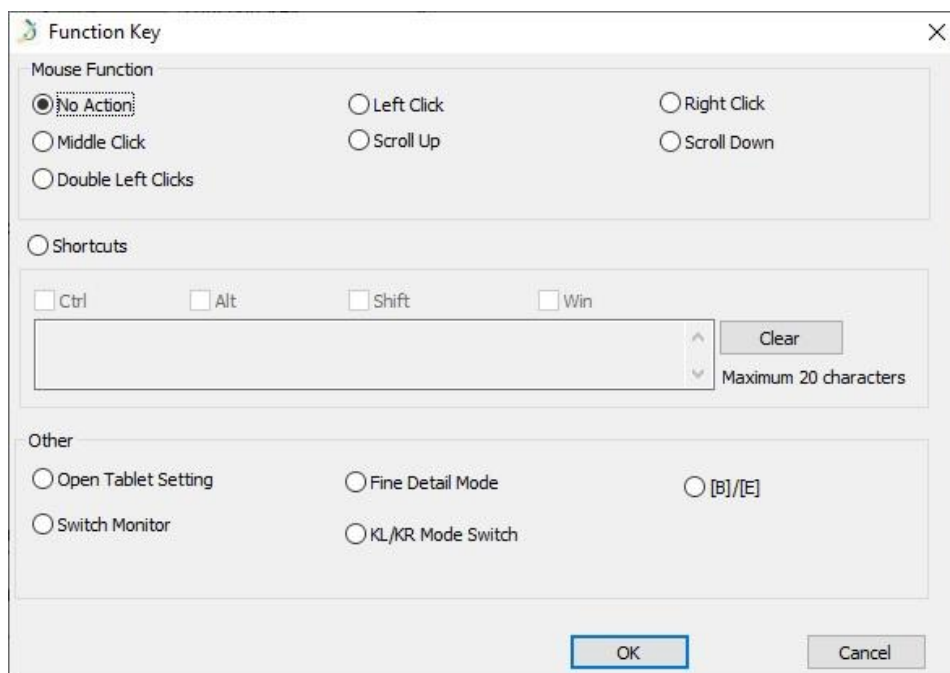 Function Key
Mouse Function
No Action Left Click Right Click
Middle Click Scroll Up Scroll Down
Double Left Clicks
Shortcuts
Ctrl Alt Shift Win
Clear
Maximum 20 characters
Other
Open Tablet Setting Fine Detail Mode [B]/[E]
Switch Monitor KL/KR Mode Switch
OK Cancel